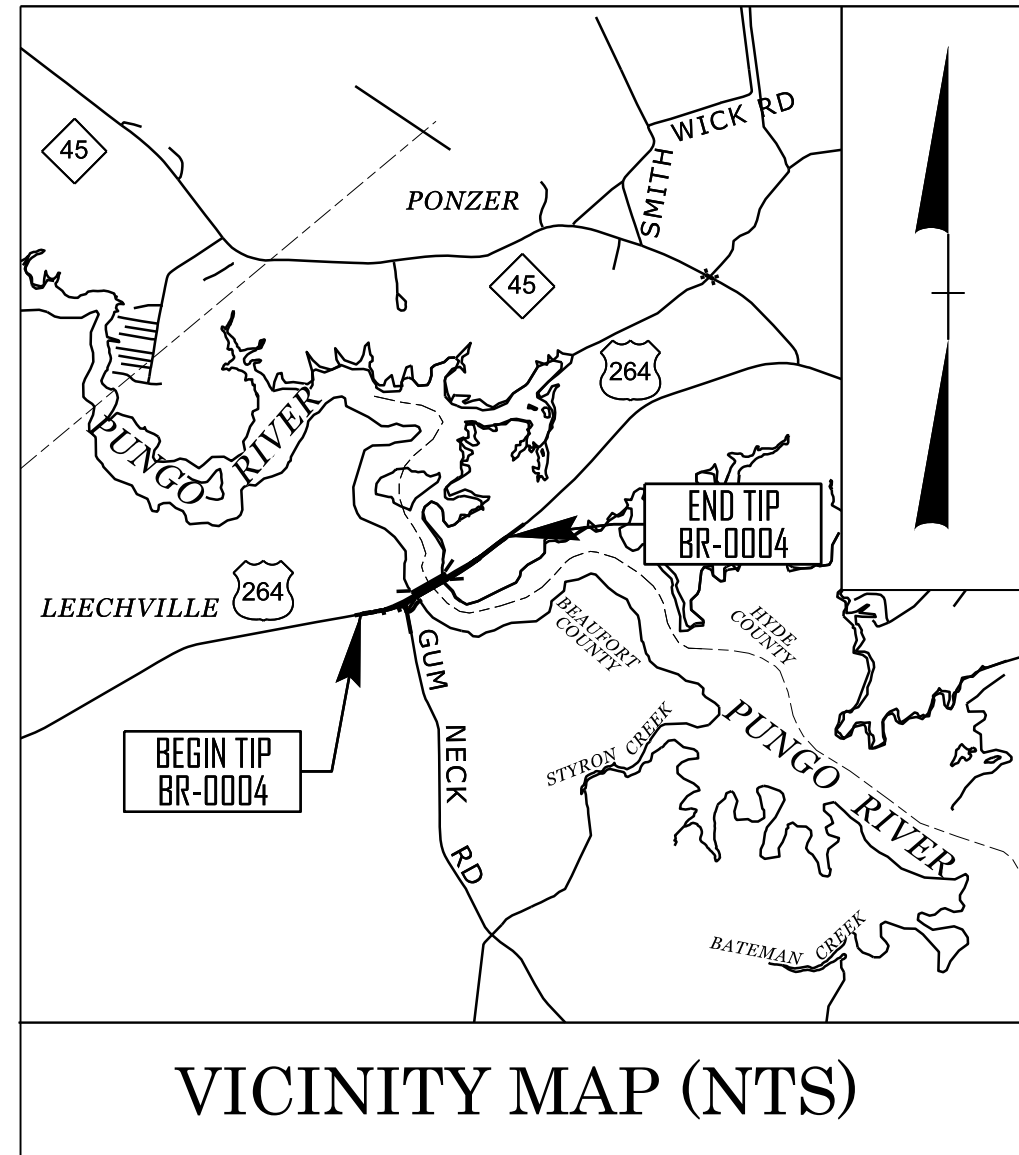 WICK RD
SMITH
45
PONZER
45
264
PUNGO RIVER
END TIP
BR-0004
264
LEECHVILLE
BEAUFORT
COUNTY
HYDE
COUNTY
GUM NECK RD
PUNGO RIVER
STYRON CREEK
BEGIN TIP
BR-0004
BATEMAN CREEK
VICINITY MAP (NTS)